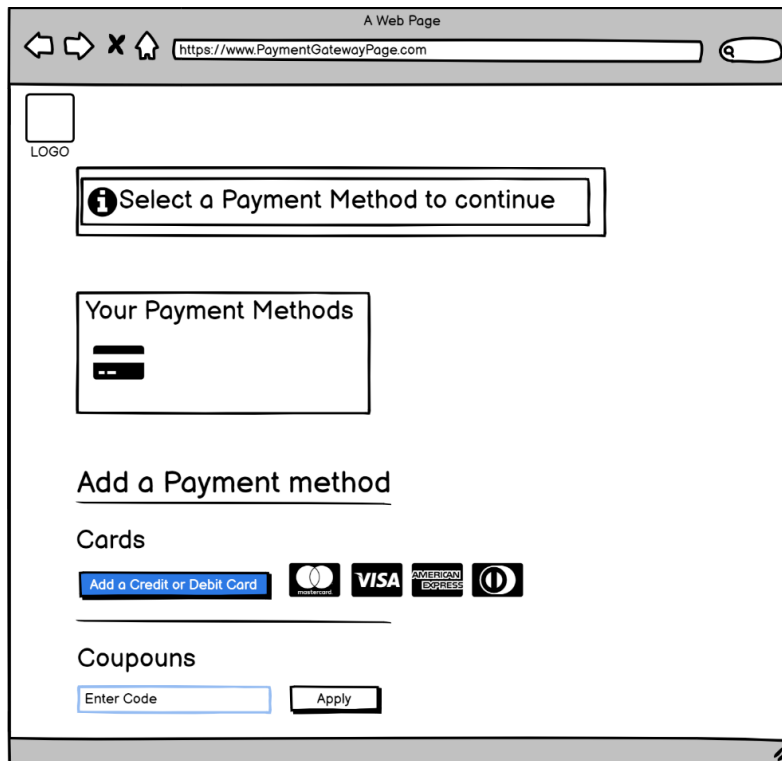 A Web Page
https://www.PaymentGatewayPage.com
LOGO
Select a Payment Method to continue
Your Payment Methods
Add a Payment method
Cards
Add a Credit or Debit Card
mastercard
VISA
AMERICAN
EXPRESS
Coupouns
Enter Code
Apply